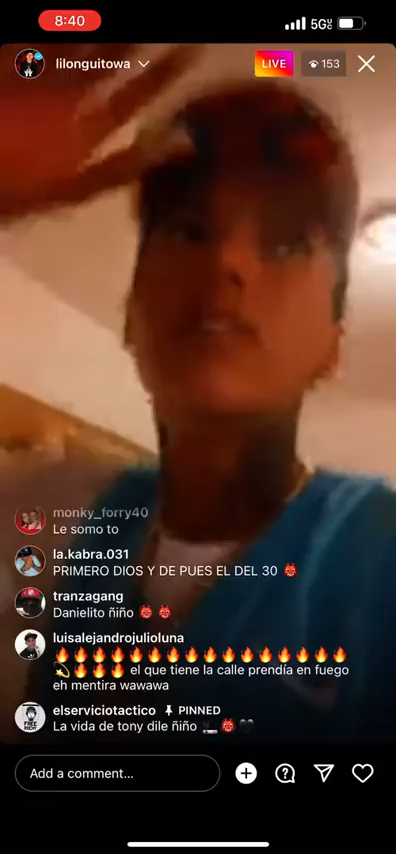 8:40
5G
lilonguitowa
LIVE
153
monky_forry40
Le somo to
la.kabra.031
PRIMERO DIOS Y DE PUES EL DEL 30 👹
tranzagang
Danielito ñiño 👹 👹
luisalejandrojulioluna
🔥🔥🔥🔥🔥🔥🔥🔥🔥🔥🔥🔥🔥🔥🔥🔥
💫🔥🔥🔥 el que tiene la calle prendía en fuego
eh mentira wawawa
elserviciotactico PINNED
La vida de tony dile ñiño 🚬👹🖤
Add a comment...